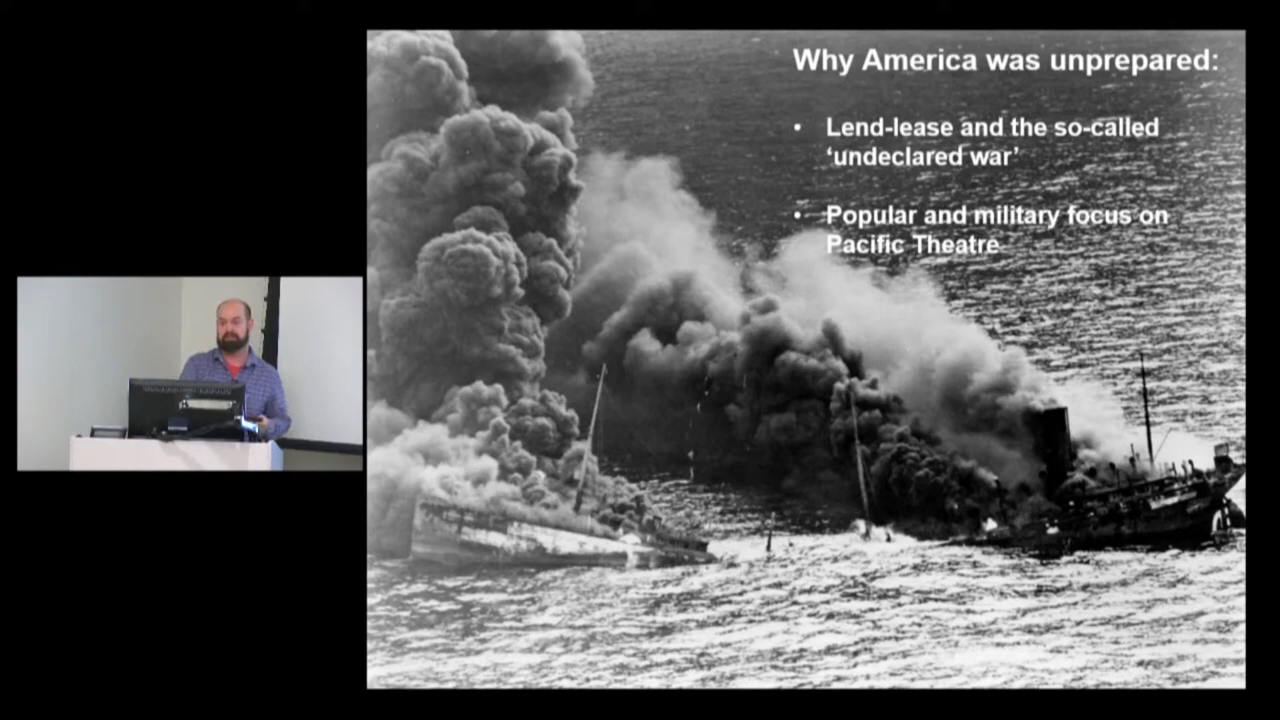 Why America was unprepared:
• Lend-lease and the so-called
‘undeclared war’
• Popular and military focus on
Pacific Theatre